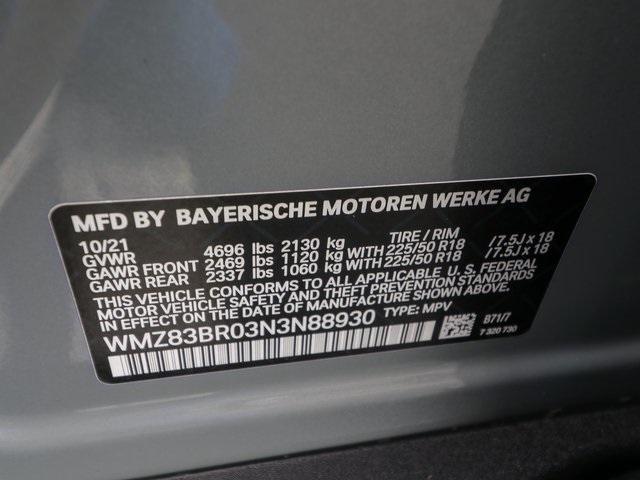 MFD BY BAYERISCHE MOTOREN WERKE AG
10/21 TIRE / RIM
GVWR 4696 lbs 2130 kg
GAWR FRONT 2469 lbs 1120 kg WITH 225/50 R18 / 7.5J x 18
GAWR REAR 2337 lbs 1060 kg WITH 225/50 R18 / 7.5J x 18
THIS VEHICLE CONFORMS TO ALL APPLICABLE U. S. FEDERAL
MOTOR VEHICLE SAFETY AND THEFT PREVENTION STANDARDS
IN EFFECT ON THE DATE OF MANUFACTURE SHOWN ABOVE.
WMZ83BR03N3N88930 TYPE: MPV
B71/7
7 320 730